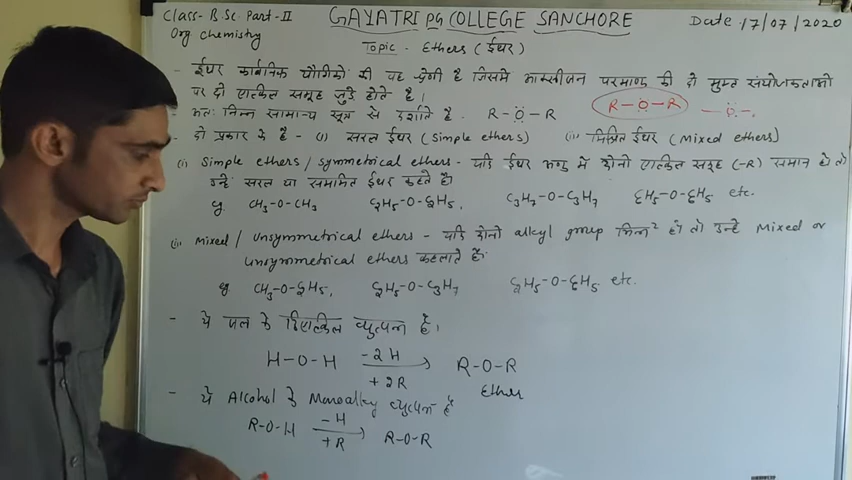 Class- B.Sc. Part-II GAYATRI PG COLLEGE SANCHORE Date 17/07/2020
Org Chemistry
Topic - Ethers (ईथर)
- ईथर कार्बनिक यौगिकों की वह श्रेणी है जिसमें आक्सीजन परमाणु की दो मुक्त संयोजकताओं
पर दो एल्किल समूह जुड़े होते है।
- अतः निम्न सामान्य सूत्र से दर्शाते है. R-Ö-R R-O-R -O-
दो प्रकार के है - (i) सरल ईथर (Simple ethers) (ii) मिश्रित ईथर (Mixed ethers)
(i) Simple ethers / symmetrical ethers - यदि ईथर अणु में दोनो एल्किल समूह (-R) समान हो तो
उन्हें सरल या सममित ईथर कहते है।
eg. CH3-O-CH3 C2H5-O-C2H5, C3H7-O-C3H7 C6H5-O-C6H5 etc.
(ii) Mixed / Unsymmetrical ethers - यदि दोनो alkyl group भिन्न2 हो तो उन्हें Mixed or
Unsymmetrical ethers कहलाते है।
eg CH3-O-C2H5, C2H5-O-C3H7 C2H5-O-C6H5 etc.
- ये जल के डाईएल्किल व्युत्पन्न है।
H-O-H -2H +2R → R-O-R
Ethers
- ये Alcohol के Monoalky व्युत्पन्न है
R-O-H -H +R → R-O-R